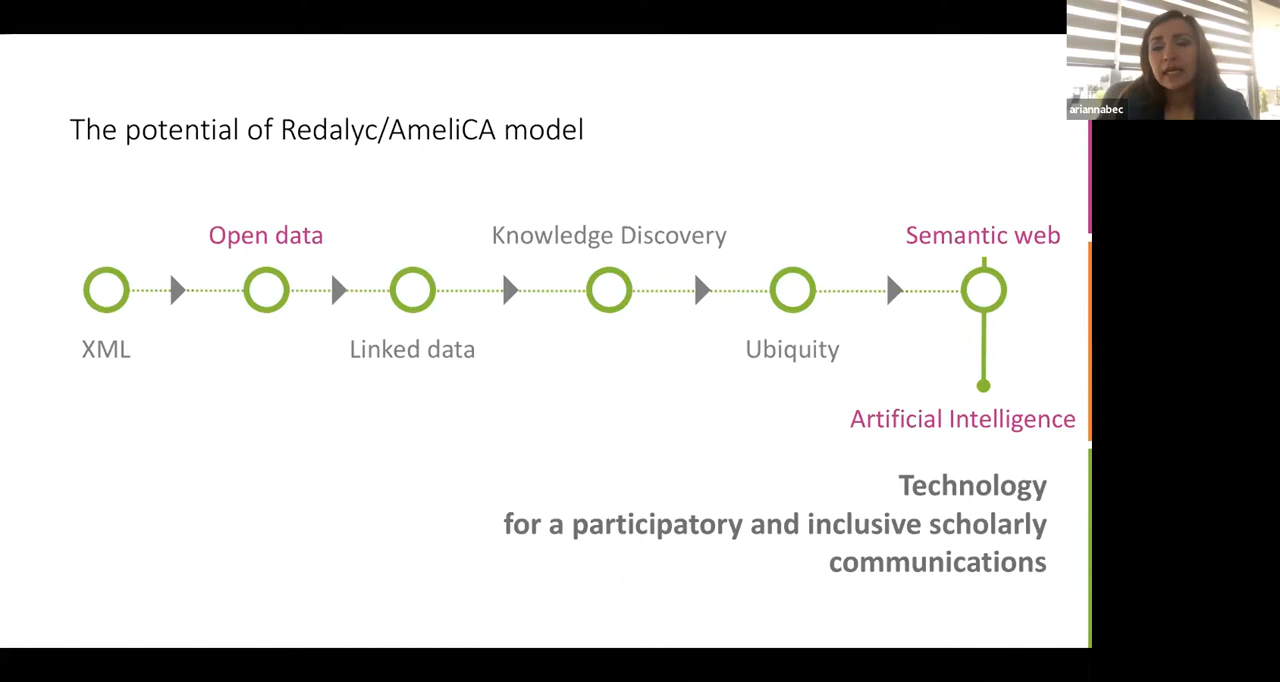 ariannabec
The potential of Redalyc/AmeliCA model
Open data
Knowledge Discovery
Semantic web
XML
Linked data
Ubiquity
Artificial Intelligence
Technology
for a participatory and inclusive scholarly
communications